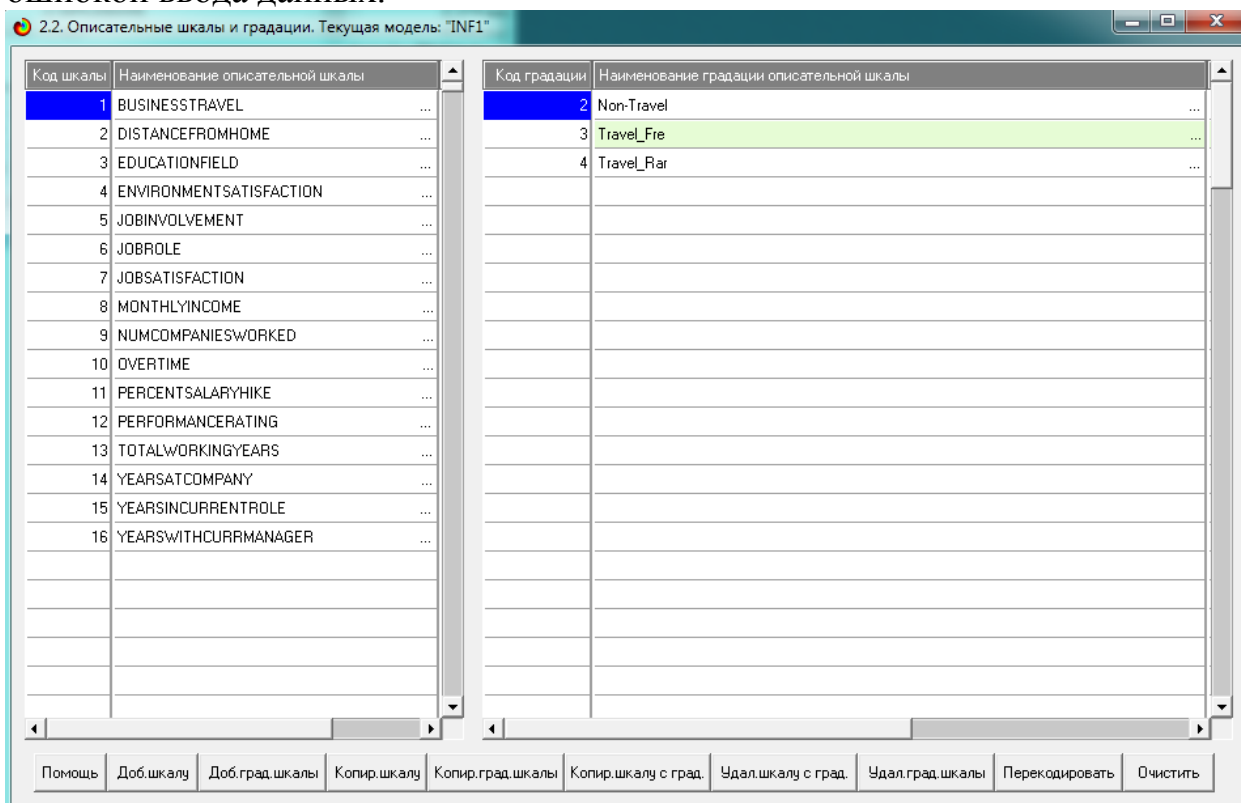 ошибкой ввода данных.
2.2. Описательные шкалы и градации. Текущая модель: "INF1"
Код шкалы Наименование описательной шкалы
1 BUSINESSTRAVEL ...
2 DISTANCEFROMHOME ...
3 EDUCATIONFIELD ...
4 ENVIRONMENTSATISFACTION ...
5 JOBINVOLVEMENT ...
6 JOBROLE ...
7 JOBSATISFACTION ...
8 MONTHLYINCOME ...
9 NUMCOMPANIESWORKED ...
10 OVERTIME ...
11 PERCENTSALARYHIKE ...
12 PERFORMANCERATING ...
13 TOTALWORKINGYEARS ...
14 YEARSATCOMPANY ...
15 YEARSINCURRENTROLE ...
16 YEARSWITHCURRMANAGER ...
Код градации Наименование градации описательной шкалы
2 Non-Travel ...
3 Travel_Fre ...
4 Travel_Rar ...
Помощь Доб.шкалу Доб.град.шкалы Копир.шкалу Копир.град.шкалы Копир.шкалу с град. Удал.шкалу с град. Удал.град.шкалы Перекодировать Очистить